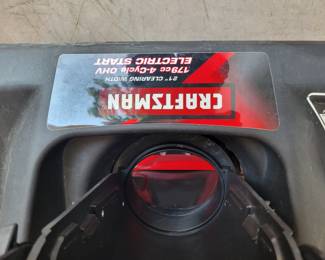 CRAFTSMAN
21" CLEARING WIDTH
179cc 4-Cycle OHV
ELECTRIC START